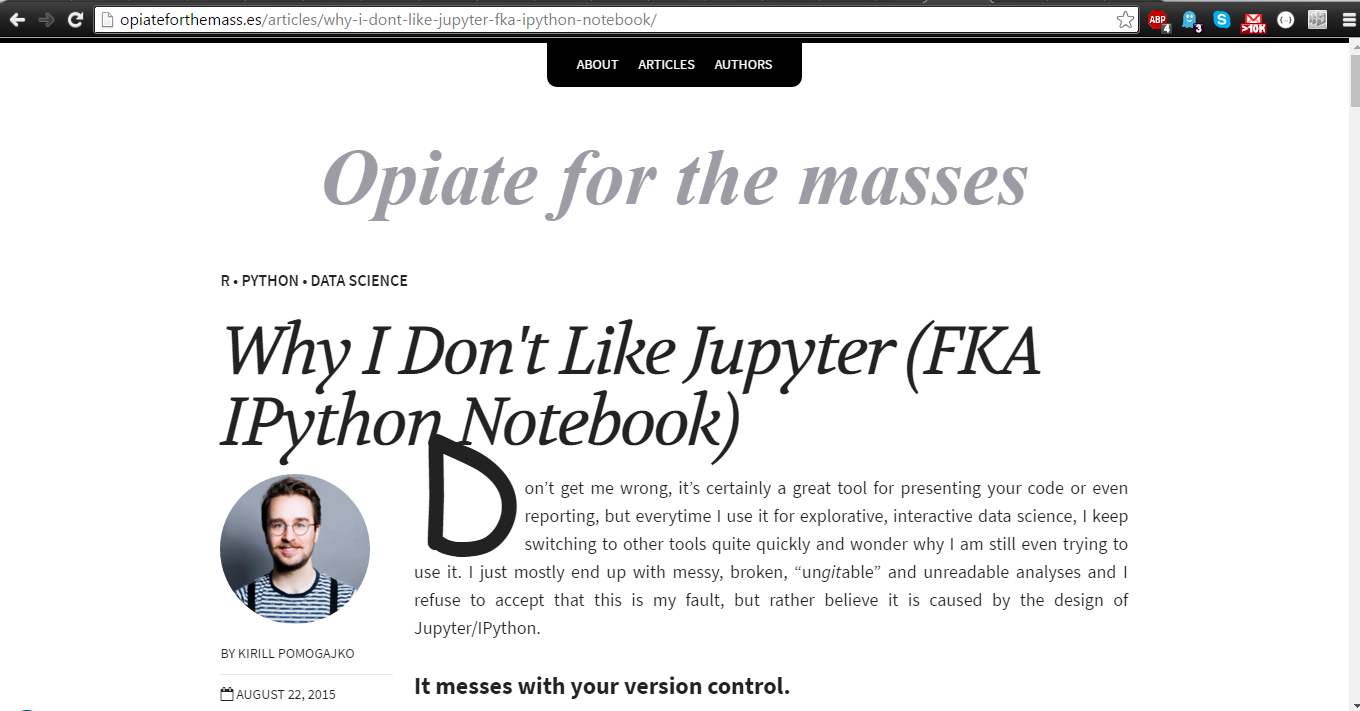 opiateforthemass.es/articles/why-i-dont-like-jupyter-fka-ipython-notebook/
ABP 4 3 >10K
ABOUT ARTICLES AUTHORS
Opiate for the masses
R • PYTHON • DATA SCIENCE
Why I Don't Like Jupyter (FKA
IPython Notebook)
Don’t get me wrong, it’s certainly a great tool for presenting your code or even
reporting, but everytime I use it for explorative, interactive data science, I keep
switching to other tools quite quickly and wonder why I am still even trying to
use it. I just mostly end up with messy, broken, “ungitable” and unreadable analyses and I
refuse to accept that this is my fault, but rather believe it is caused by the design of
Jupyter/IPython.
BY KIRILL POMOGAJKO
AUGUST 22, 2015
It messes with your version control.